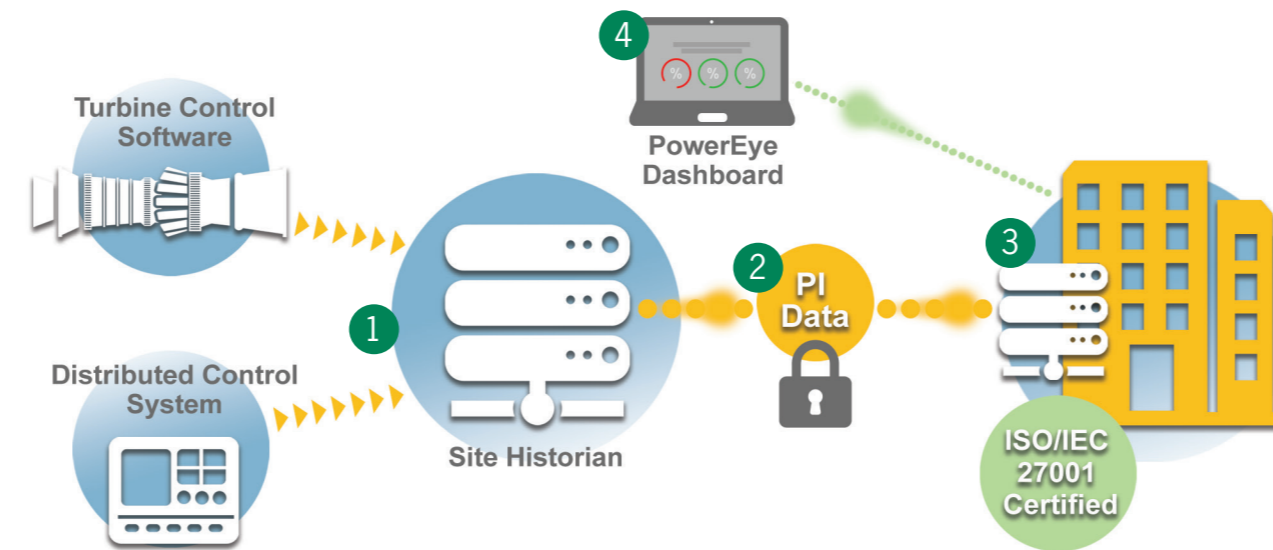 Turbine Control
Software
Distributed Control
System
1
Site Historian
2
PI
Data
3
ISO/IEC
27001
Certified
4
%
%
%
PowerEye
Dashboard